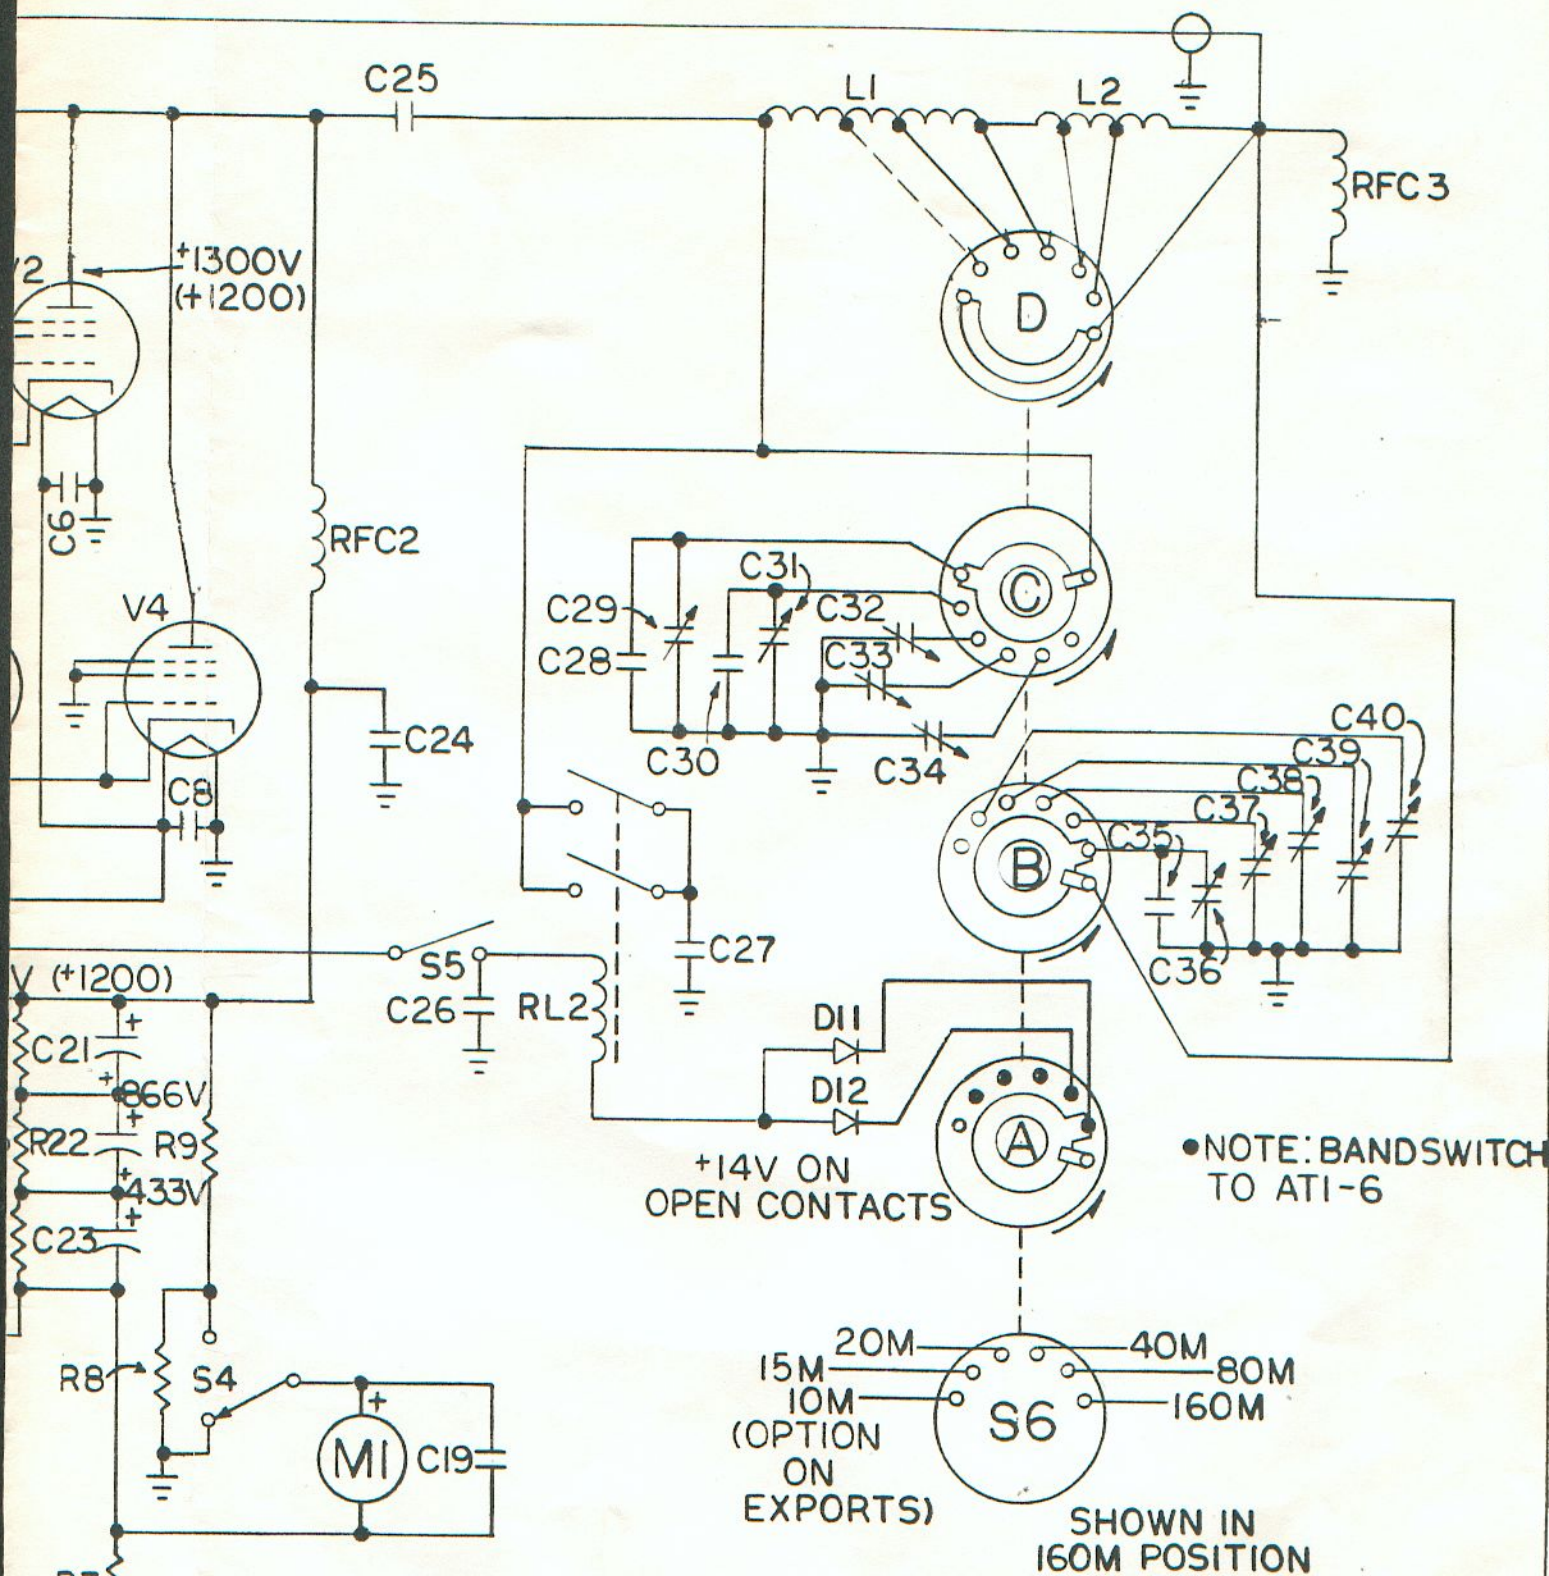 C25
L1
L2
RFC3
+1300V
(+1200)
D
C6
RFC2
V4
C31
C
C29
C32
C28
C33
C24
C30
C34
C40
C39
C38
C37
C35
C8
B
C27
S5
C36
V (+1200)
C26
RL2
D11
C21
+
+
866V
D12
R22
+
R9
A
+14V ON
OPEN CONTACTS
•NOTE: BANDSWITCH
TO ATI-6
+
433V
C23
+
20M
40M
15M
80M
R8
S4
10M
160M
(OPTION
ON
EXPORTS)
S6
+
M1
C19
SHOWN IN
160M POSITION